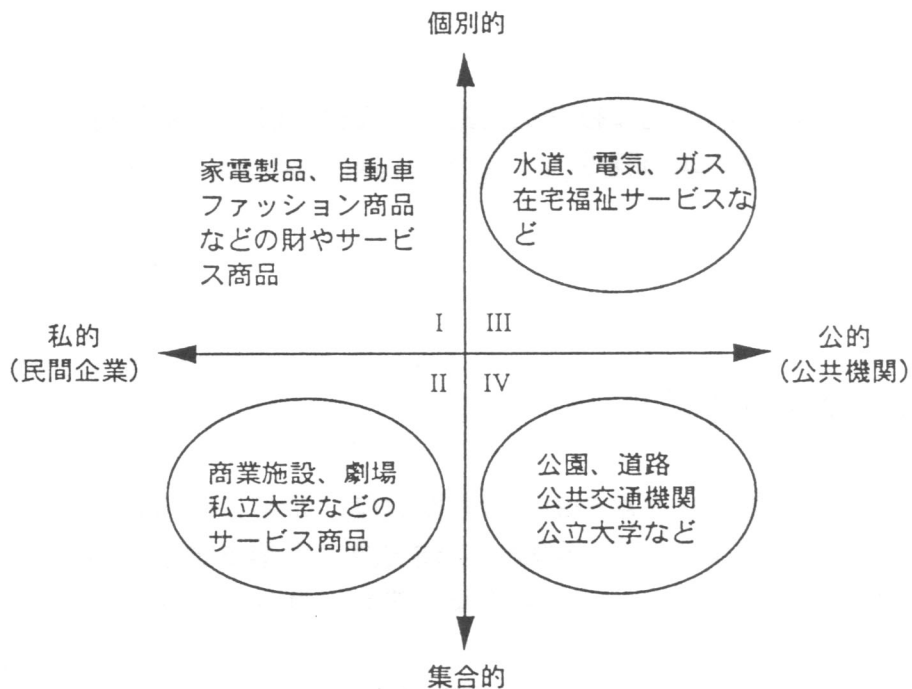 個別的
家電製品、自動車
ファッション商品
などの財やサービ
ス商品
水道、電気、ガス
在宅福祉サービスな
ど
I
III
私的
（民間企業）
公的
（公共機関）
II
IV
商業施設、劇場
私立大学などの
サービス商品
公園、道路
公共交通機関
公立大学など
集合的